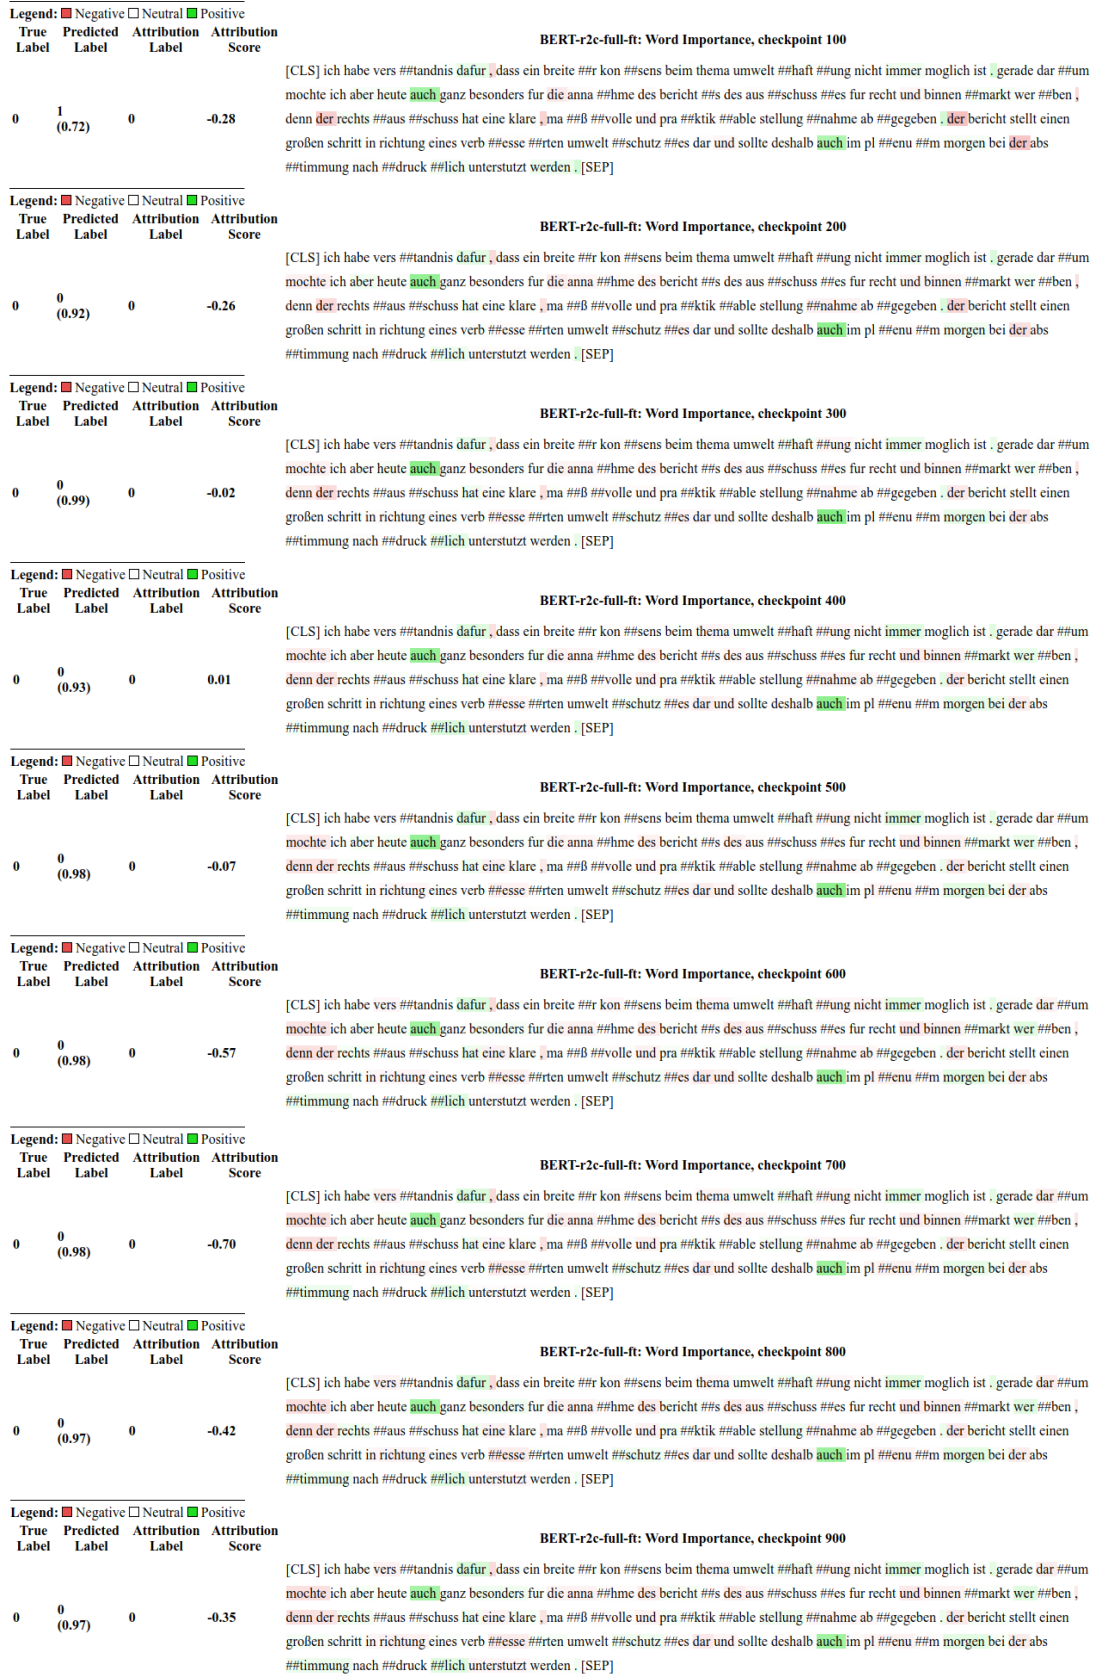 Legend: Negative Neutral Positive
True Label Predicted Label Attribution Label Attribution Score
BERT-r2c-full-ft: Word Importance, checkpoint 100
0 1 (0.72) 0 -0.28
[CLS] ich habe vers ##tandnis dafur , dass ein breite ##r kon ##sens beim thema umwelt ##haft ##ung nicht immer moglich ist . gerade dar ##um
mochte ich aber heute auch ganz besonders fur die anna ##hme des bericht ##s des aus ##schuss ##es fur recht und binnen ##markt wer ##ben ,
denn der rechts ##aus ##schuss hat eine klare , ma ##ß ##volle und pra ##ktik ##able stellung ##nahme ab ##gegeben . der bericht stellt einen
großen schritt in richtung eines verb ##esse ##rten umwelt ##schutz ##es dar und sollte deshalb auch im pl ##enu ##m morgen bei der abs
##timmung nach ##druck ##lich unterstutzt werden . [SEP]
Legend: Negative Neutral Positive
True Label Predicted Label Attribution Label Attribution Score
BERT-r2c-full-ft: Word Importance, checkpoint 200
0 0 (0.92) 0 -0.26
[CLS] ich habe vers ##tandnis dafur , dass ein breite ##r kon ##sens beim thema umwelt ##haft ##ung nicht immer moglich ist . gerade dar ##um
mochte ich aber heute auch ganz besonders fur die anna ##hme des bericht ##s des aus ##schuss ##es fur recht und binnen ##markt wer ##ben ,
denn der rechts ##aus ##schuss hat eine klare , ma ##ß ##volle und pra ##ktik ##able stellung ##nahme ab ##gegeben . der bericht stellt einen
großen schritt in richtung eines verb ##esse ##rten umwelt ##schutz ##es dar und sollte deshalb auch im pl ##enu ##m morgen bei der abs
##timmung nach ##druck ##lich unterstutzt werden . [SEP]
Legend: Negative Neutral Positive
True Label Predicted Label Attribution Label Attribution Score
BERT-r2c-full-ft: Word Importance, checkpoint 300
0 0 (0.99) 0 -0.02
[CLS] ich habe vers ##tandnis dafur , dass ein breite ##r kon ##sens beim thema umwelt ##haft ##ung nicht immer moglich ist . gerade dar ##um
mochte ich aber heute auch ganz besonders fur die anna ##hme des bericht ##s des aus ##schuss ##es fur recht und binnen ##markt wer ##ben ,
denn der rechts ##aus ##schuss hat eine klare , ma ##ß ##volle und pra ##ktik ##able stellung ##nahme ab ##gegeben . der bericht stellt einen
großen schritt in richtung eines verb ##esse ##rten umwelt ##schutz ##es dar und sollte deshalb auch im pl ##enu ##m morgen bei der abs
##timmung nach ##druck ##lich unterstutzt werden . [SEP]
Legend: Negative Neutral Positive
True Label Predicted Label Attribution Label Attribution Score
BERT-r2c-full-ft: Word Importance, checkpoint 400
0 0 (0.93) 0 0.01
[CLS] ich habe vers ##tandnis dafur , dass ein breite ##r kon ##sens beim thema umwelt ##haft ##ung nicht immer moglich ist . gerade dar ##um
mochte ich aber heute auch ganz besonders fur die anna ##hme des bericht ##s des aus ##schuss ##es fur recht und binnen ##markt wer ##ben ,
denn der rechts ##aus ##schuss hat eine klare , ma ##ß ##volle und pra ##ktik ##able stellung ##nahme ab ##gegeben . der bericht stellt einen
großen schritt in richtung eines verb ##esse ##rten umwelt ##schutz ##es dar und sollte deshalb auch im pl ##enu ##m morgen bei der abs
##timmung nach ##druck ##lich unterstutzt werden . [SEP]
Legend: Negative Neutral Positive
True Label Predicted Label Attribution Label Attribution Score
BERT-r2c-full-ft: Word Importance, checkpoint 500
0 0 (0.98) 0 -0.07
[CLS] ich habe vers ##tandnis dafur , dass ein breite ##r kon ##sens beim thema umwelt ##haft ##ung nicht immer moglich ist . gerade dar ##um
mochte ich aber heute auch ganz besonders fur die anna ##hme des bericht ##s des aus ##schuss ##es fur recht und binnen ##markt wer ##ben ,
denn der rechts ##aus ##schuss hat eine klare , ma ##ß ##volle und pra ##ktik ##able stellung ##nahme ab ##gegeben . der bericht stellt einen
großen schritt in richtung eines verb ##esse ##rten umwelt ##schutz ##es dar und sollte deshalb auch im pl ##enu ##m morgen bei der abs
##timmung nach ##druck ##lich unterstutzt werden . [SEP]
Legend: Negative Neutral Positive
True Label Predicted Label Attribution Label Attribution Score
BERT-r2c-full-ft: Word Importance, checkpoint 600
0 0 (0.98) 0 -0.57
[CLS] ich habe vers ##tandnis dafur , dass ein breite ##r kon ##sens beim thema umwelt ##haft ##ung nicht immer moglich ist . gerade dar ##um
mochte ich aber heute auch ganz besonders fur die anna ##hme des bericht ##s des aus ##schuss ##es fur recht und binnen ##markt wer ##ben ,
denn der rechts ##aus ##schuss hat eine klare , ma ##ß ##volle und pra ##ktik ##able stellung ##nahme ab ##gegeben . der bericht stellt einen
großen schritt in richtung eines verb ##esse ##rten umwelt ##schutz ##es dar und sollte deshalb auch im pl ##enu ##m morgen bei der abs
##timmung nach ##druck ##lich unterstutzt werden . [SEP]
Legend: Negative Neutral Positive
True Label Predicted Label Attribution Label Attribution Score
BERT-r2c-full-ft: Word Importance, checkpoint 700
0 0 (0.98) 0 -0.70
[CLS] ich habe vers ##tandnis dafur , dass ein breite ##r kon ##sens beim thema umwelt ##haft ##ung nicht immer moglich ist . gerade dar ##um
mochte ich aber heute auch ganz besonders fur die anna ##hme des bericht ##s des aus ##schuss ##es fur recht und binnen ##markt wer ##ben ,
denn der rechts ##aus ##schuss hat eine klare , ma ##ß ##volle und pra ##ktik ##able stellung ##nahme ab ##gegeben . der bericht stellt einen
großen schritt in richtung eines verb ##esse ##rten umwelt ##schutz ##es dar und sollte deshalb auch im pl ##enu ##m morgen bei der abs
##timmung nach ##druck ##lich unterstutzt werden . [SEP]
Legend: Negative Neutral Positive
True Label Predicted Label Attribution Label Attribution Score
BERT-r2c-full-ft: Word Importance, checkpoint 800
0 0 (0.97) 0 -0.42
[CLS] ich habe vers ##tandnis dafur , dass ein breite ##r kon ##sens beim thema umwelt ##haft ##ung nicht immer moglich ist . gerade dar ##um
mochte ich aber heute auch ganz besonders fur die anna ##hme des bericht ##s des aus ##schuss ##es fur recht und binnen ##markt wer ##ben ,
denn der rechts ##aus ##schuss hat eine klare , ma ##ß ##volle und pra ##ktik ##able stellung ##nahme ab ##gegeben . der bericht stellt einen
großen schritt in richtung eines verb ##esse ##rten umwelt ##schutz ##es dar und sollte deshalb auch im pl ##enu ##m morgen bei der abs
##timmung nach ##druck ##lich unterstutzt werden . [SEP]
Legend: Negative Neutral Positive
True Label Predicted Label Attribution Label Attribution Score
BERT-r2c-full-ft: Word Importance, checkpoint 900
0 0 (0.97) 0 -0.35
[CLS] ich habe vers ##tandnis dafur , dass ein breite ##r kon ##sens beim thema umwelt ##haft ##ung nicht immer moglich ist . gerade dar ##um
mochte ich aber heute auch ganz besonders fur die anna ##hme des bericht ##s des aus ##schuss ##es fur recht und binnen ##markt wer ##ben ,
denn der rechts ##aus ##schuss hat eine klare , ma ##ß ##volle und pra ##ktik ##able stellung ##nahme ab ##gegeben . der bericht stellt einen
großen schritt in richtung eines verb ##esse ##rten umwelt ##schutz ##es dar und sollte deshalb auch im pl ##enu ##m morgen bei der abs
##timmung nach ##druck ##lich unterstutzt werden . [SEP]